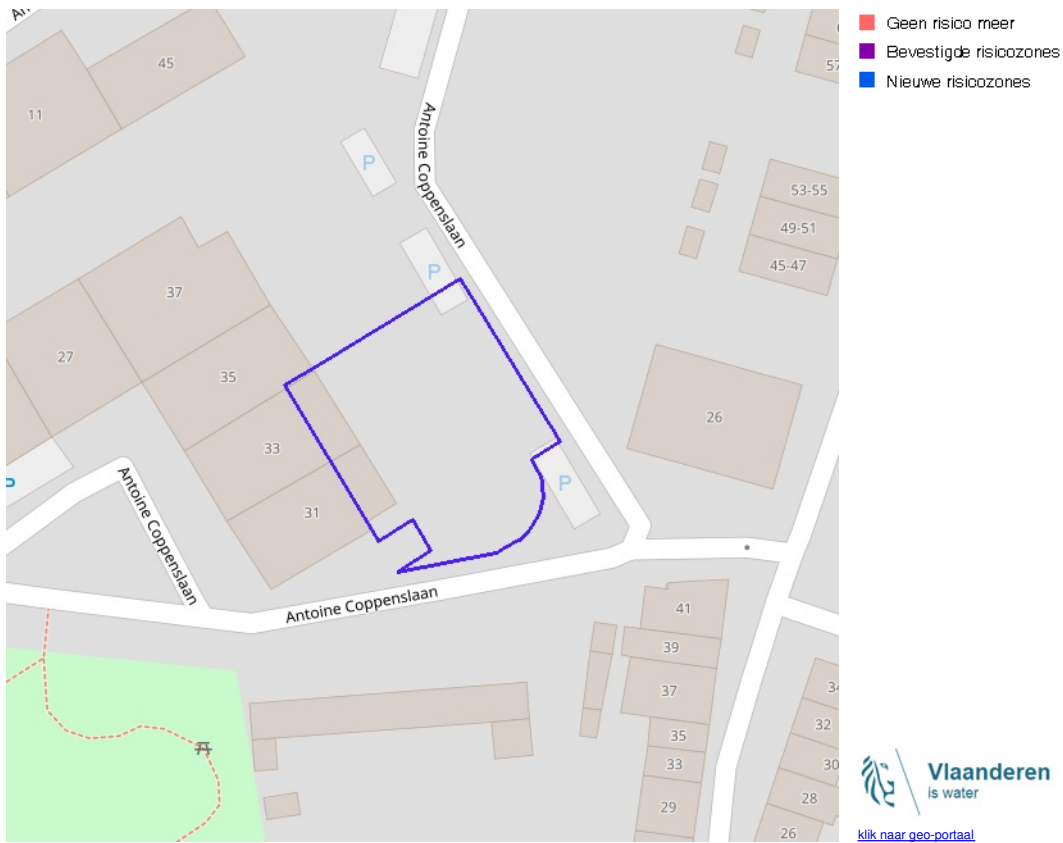 Geen risico meer
Bevestigde risicozones
Nieuwe risicozones
An
45
57
11
Antoine Coppenslaan
P
53-55
49-51
45-47
P
37
27
35
26
33
31
P
P
Antoine Coppenslaan
Antoine Coppenslaan
41
39
37
34
32
35
33
30
29
28
26
Vlaanderen
is water
klik naar geo-portaal